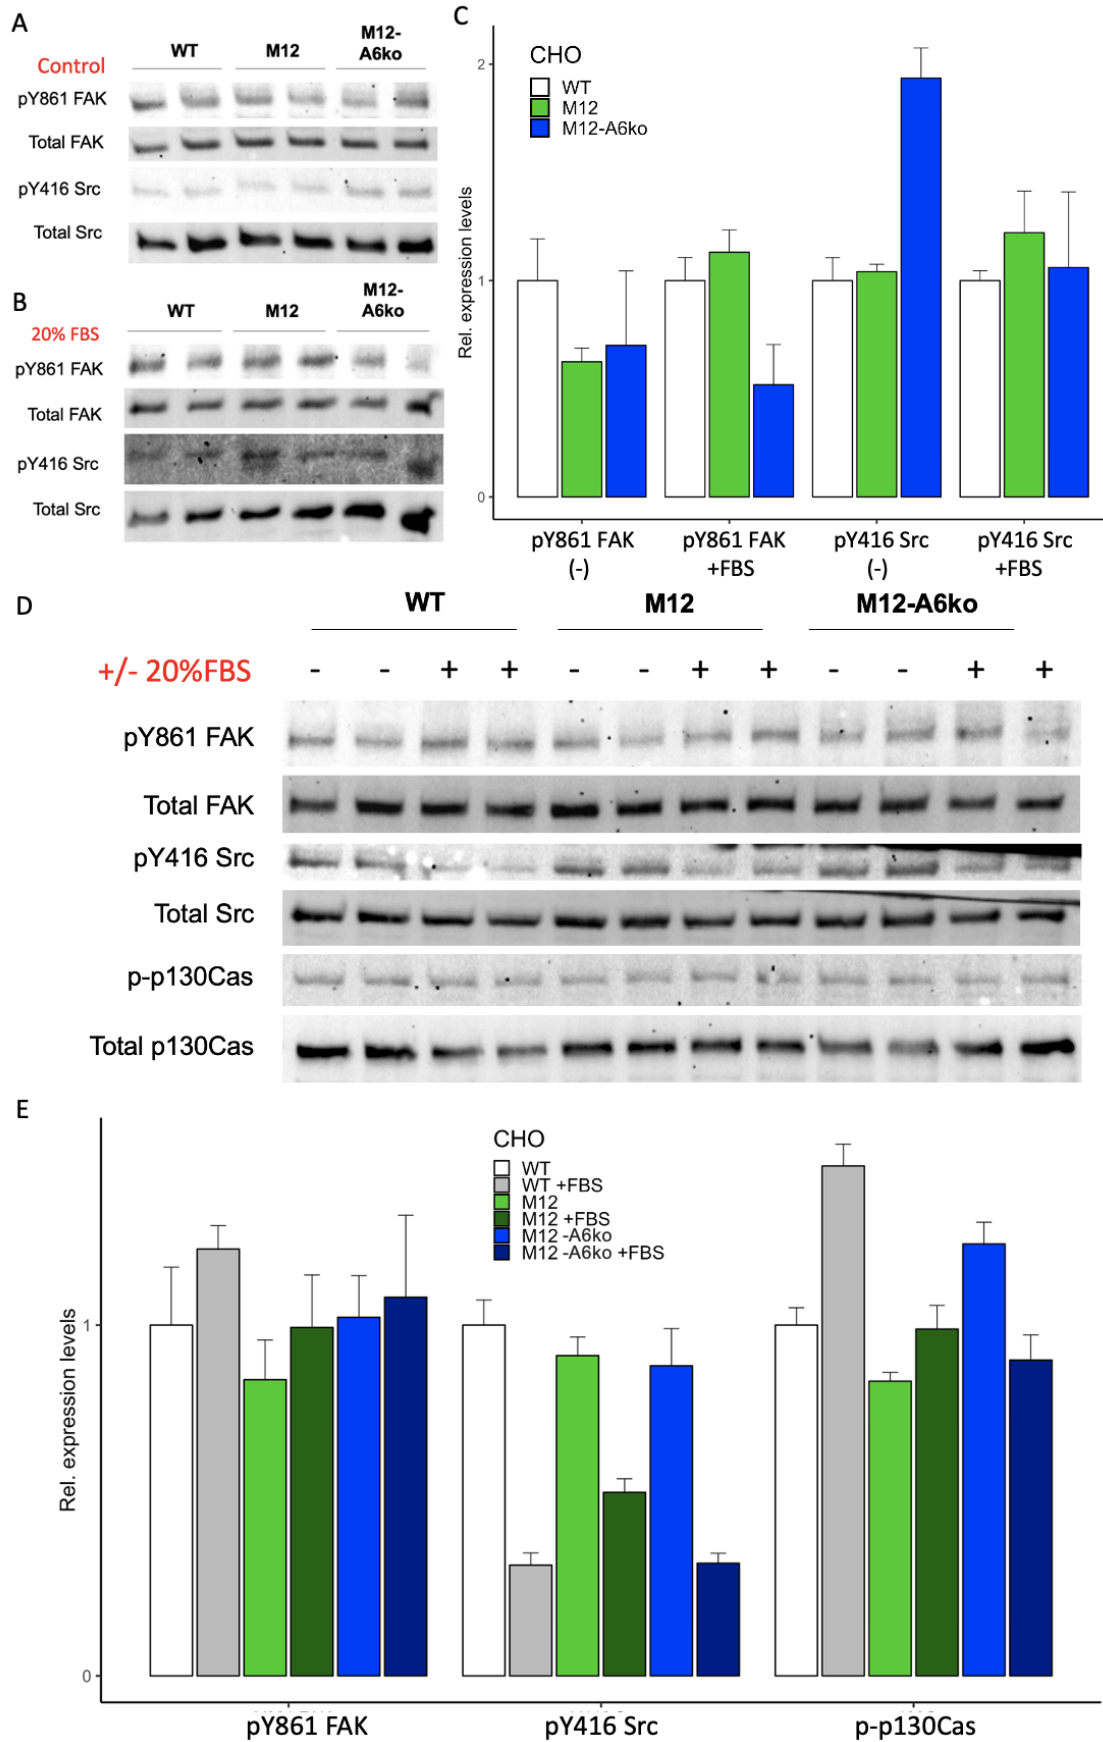 A
WT M12 M12-
A6ko
Control
pY861 FAK
Total FAK
pY416 Src
Total Src
B
WT M12 M12-
A6ko
20% FBS
pY861 FAK
Total FAK
pY416 Src
Total Src
C
CHO
WT
M12
M12-A6ko
Rel. expression levels
2
1
0
pY861 FAK pY861 FAK pY416 Src pY416 Src
(-) +FBS (-) +FBS
D
WT M12 M12-A6ko
+/- 20%FBS - - + + - - + + - - + +
pY861 FAK
Total FAK
pY416 Src
Total Src
p-p130Cas
Total p130Cas
E
CHO
WT
WT +FBS
M12
M12 +FBS
M12 -A6ko
M12 -A6ko +FBS
Rel. expression levels
1
0
pY861 FAK pY416 Src p-p130Cas